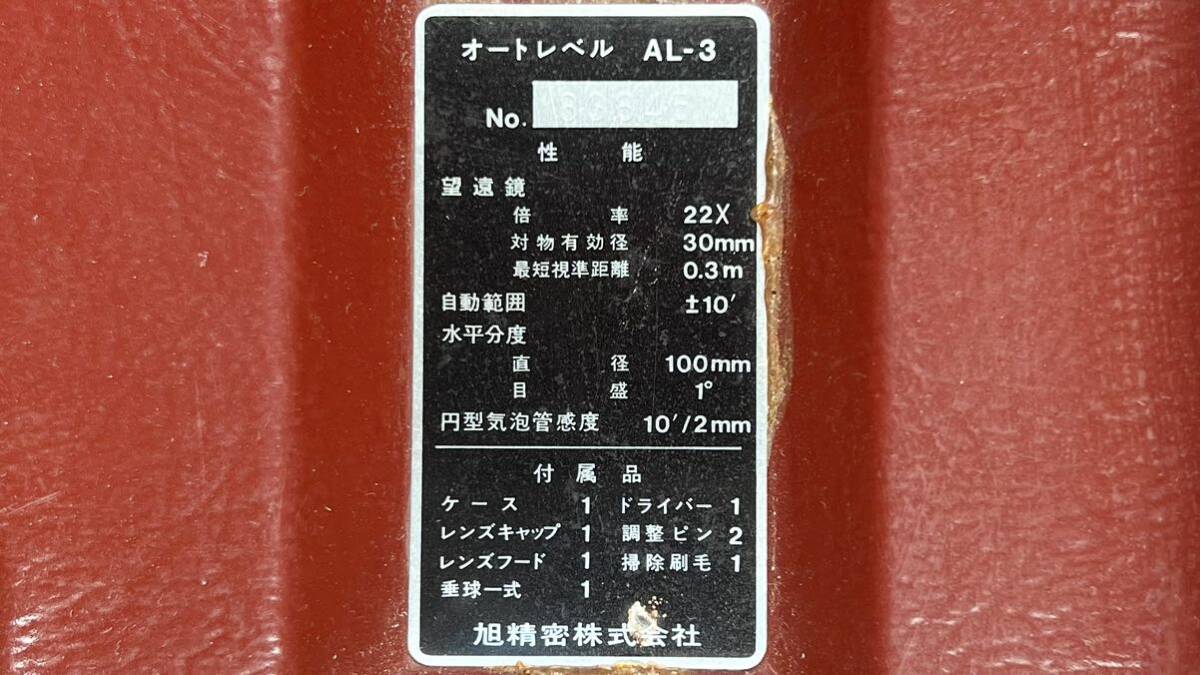 オートレベル AL-3
No.
性能
望遠鏡
倍率 22X
対物有効径 30mm
最短視準距離 0.3m
自動範囲 ±10′
水平分度
直径 100mm
目盛 1°
円型気泡管感度 10′/2mm
付属品
ケース 1 ドライバー 1
レンズキャップ 1 調整ピン 2
レンズフード 1 掃除刷毛 1
垂球一式 1
旭精密株式会社